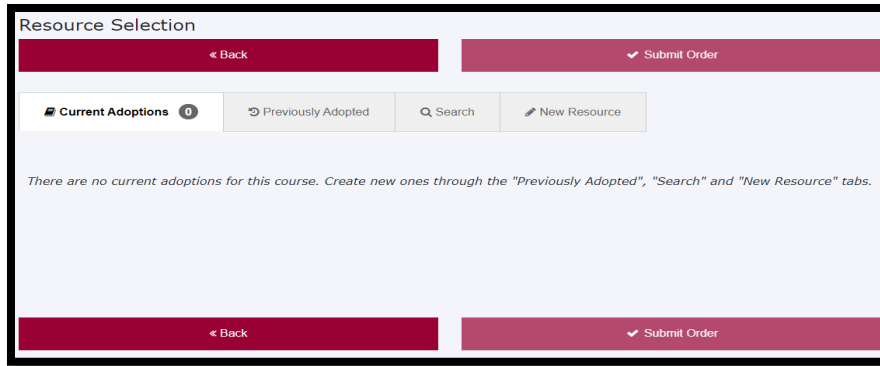 Resource Selection
« Back
✔ Submit Order
Current Adoptions 0
Previously Adopted
Search
New Resource
There are no current adoptions for this course. Create new ones through the "Previously Adopted", "Search" and "New Resource" tabs.
« Back
✔ Submit Order